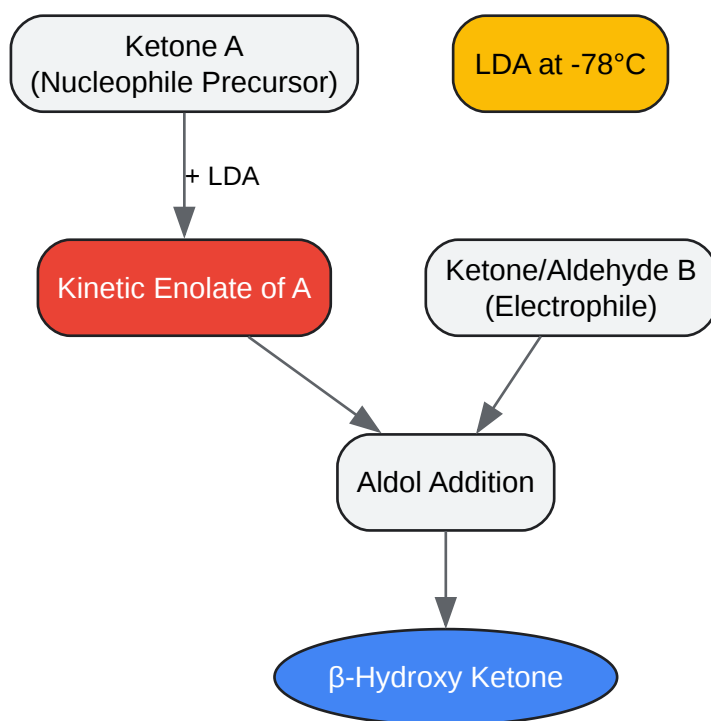 Ketone A
(Nucleophile Precursor)
LDA at -78°C
+ LDA
Kinetic Enolate of A
Ketone/Aldehyde B
(Electrophile)
Aldol Addition
β-Hydroxy Ketone